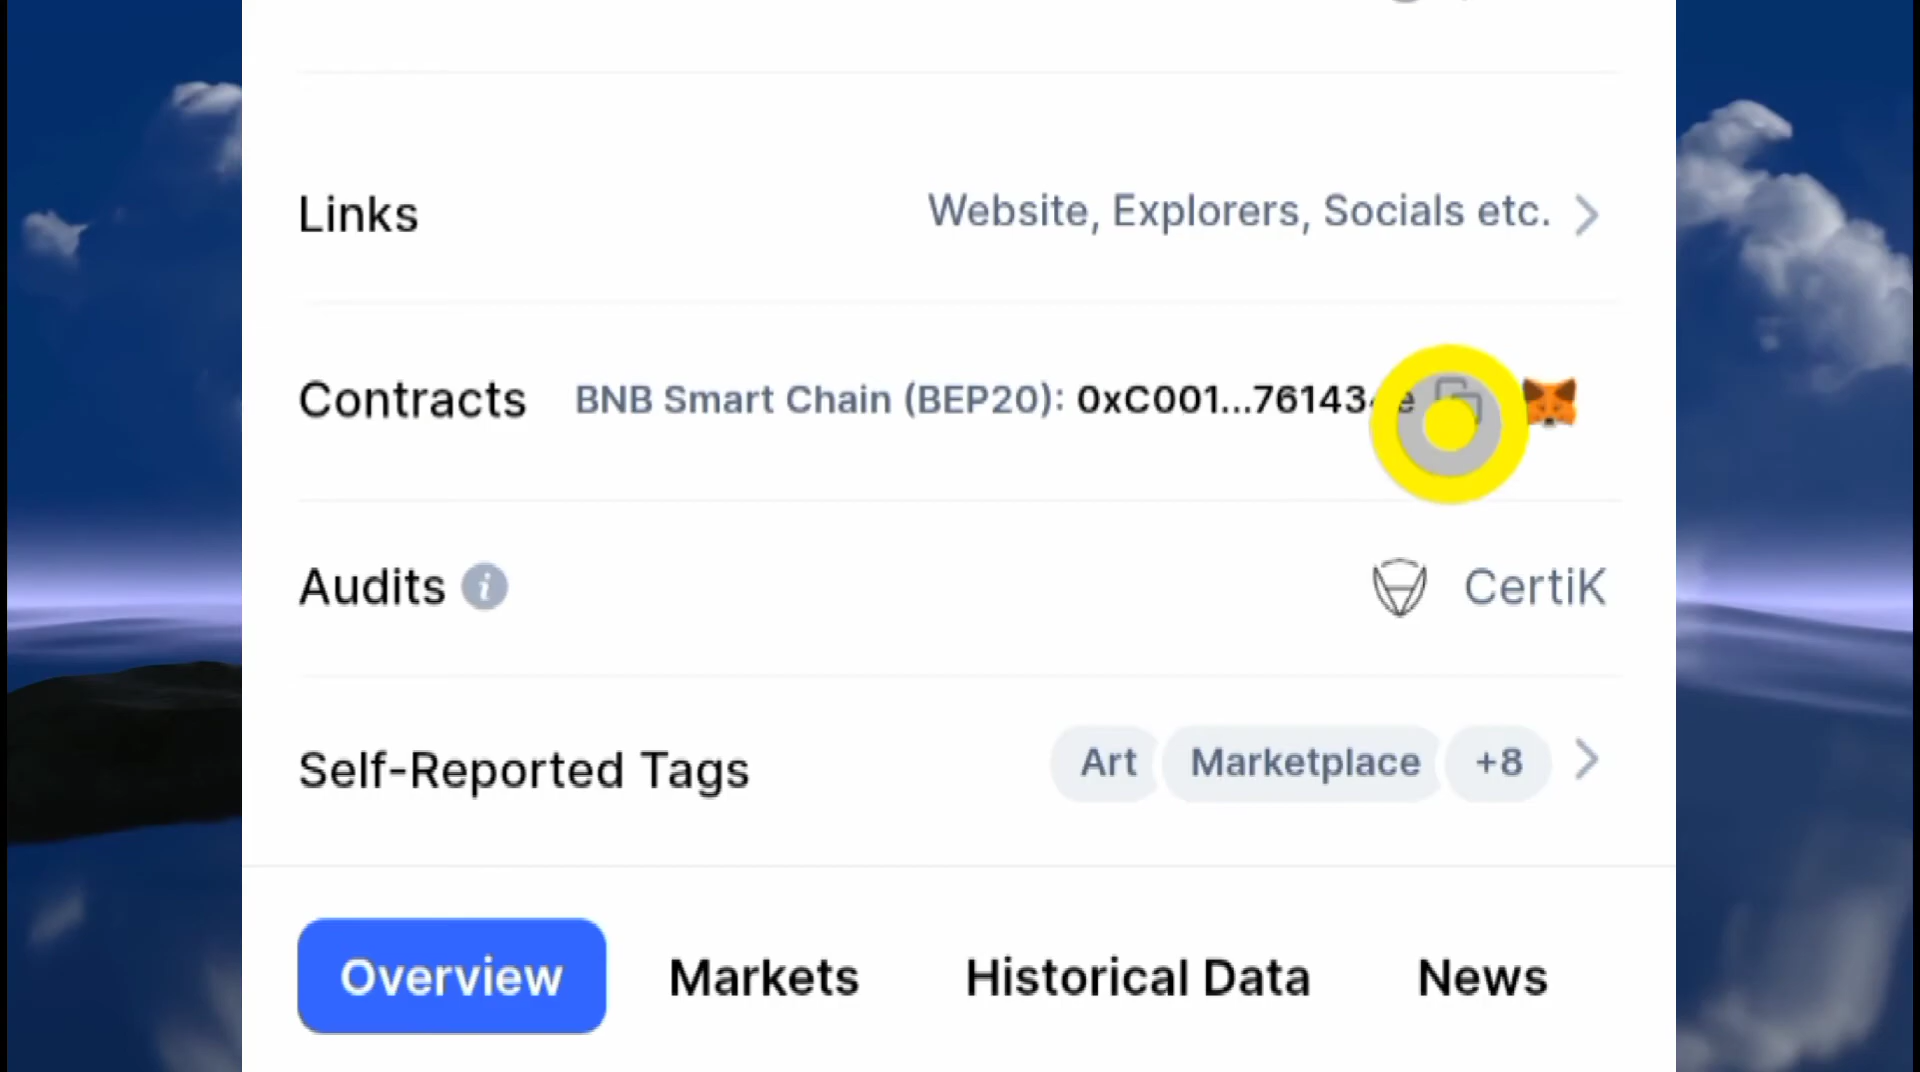 Links
Website, Explorers, Socials etc.
Contracts BNB Smart Chain (BEP20): 0xC001...76143
Audits
CertiK
Self-Reported Tags
Art Marketplace +8
Overview Markets Historical Data News